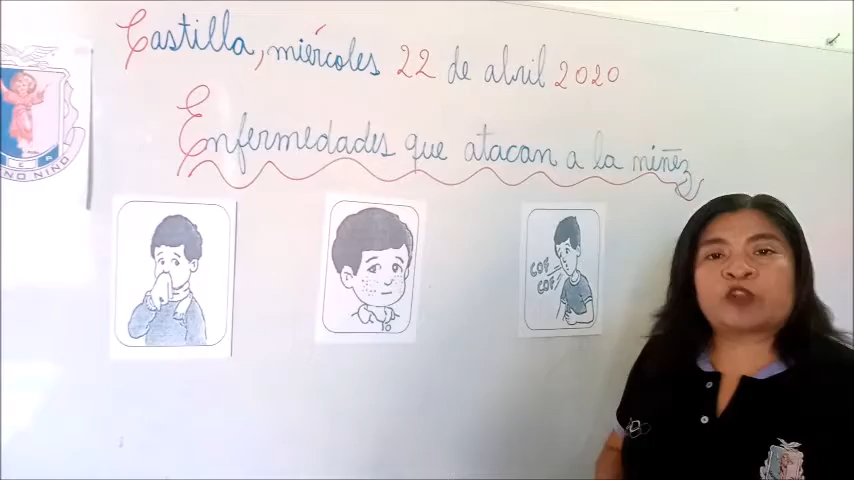 Castilla, miércoles 22 de abril 2020
Enfermedades que atacan a la niñez
COF
COF